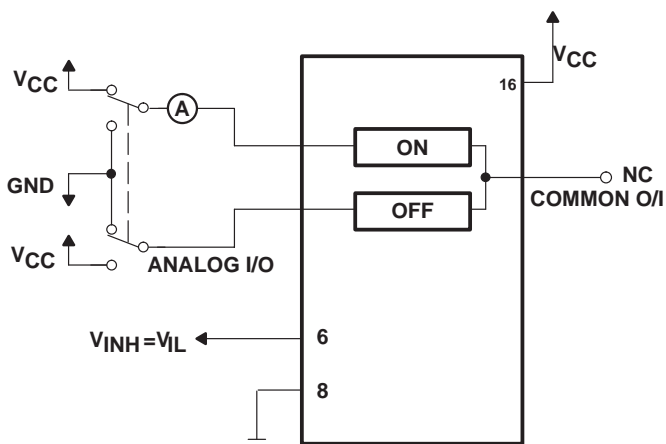 VCC
16
VCC
A
ON
NC
GND
COMMON O/I
OFF
VCC
ANALOG I/O
VINH=VIL
6
8